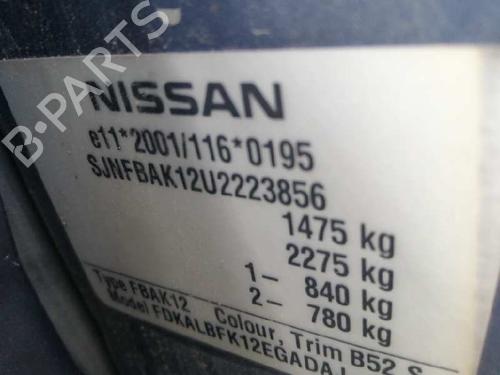 B-PARTS
NISSAN
e11*2001/116*0195
SJNFBAK12U2223856
1475 kg
2275 kg
1– 840 kg
2– 780 kg
Type FBAK12 Colour, Trim B52 S
Model FDKALBFK12EGADAJ